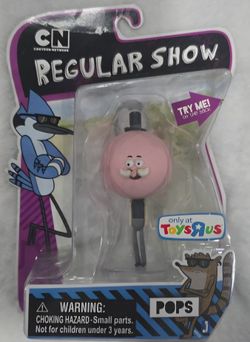 CN
CARTOON NETWORK
REGULAR SHOW
TRY ME!
only at
ToysRus
WARNING:
CHOKING HAZARD-Small parts.
Not for children under 3 years.
POPS